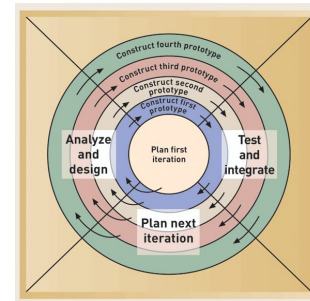 Construct fourth prototype
Construct third prototype
Construct second
prototype
Construct first
prototype
Plan first
iteration
Analyze
and
design
Test
and
integrate
Plan next
iteration